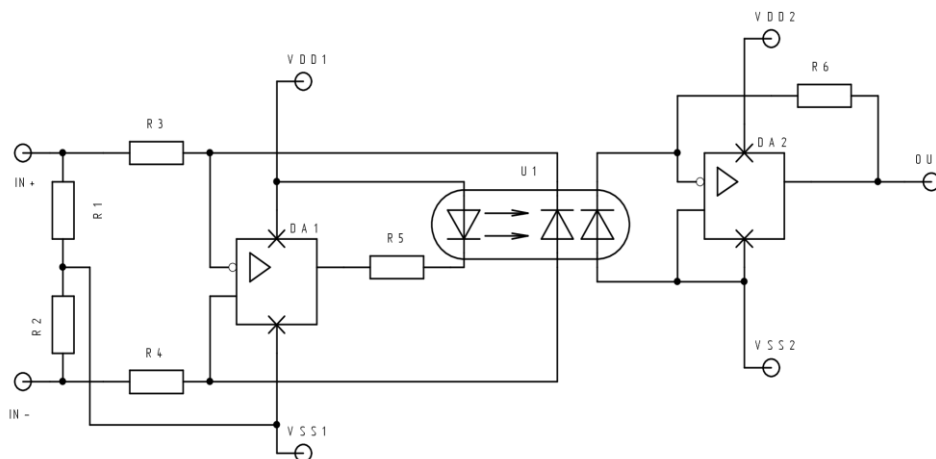 VDD2
VDD1
R6
R3
DA2
U1
OU
IN+
R1
DA1
R5
R2
R4
VSS2
IN-
VSS1